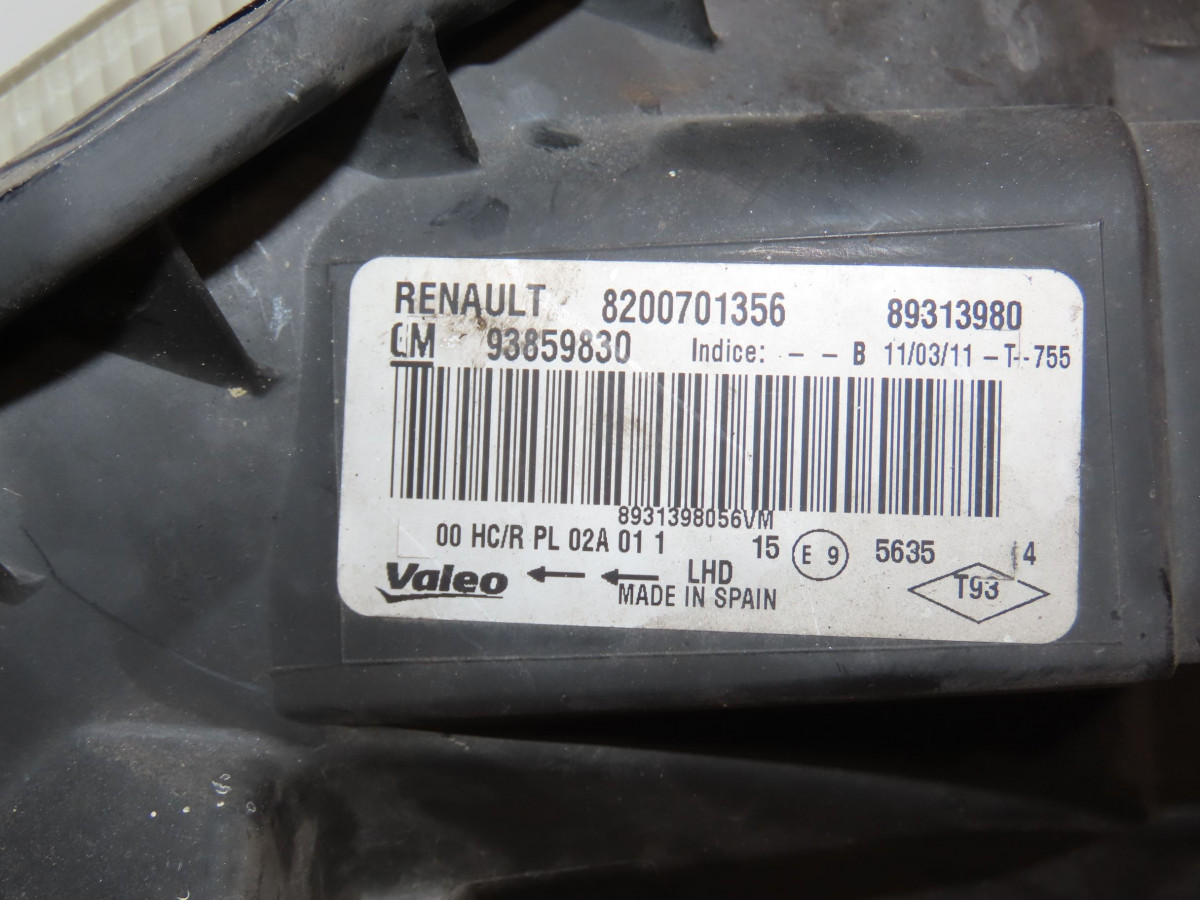 RENAULT 8200701356 89313980
GM 93859830 Indice: - - B 11/03/11 -T--755
8931398056VM
00 HC/R PL 02A 01 1 15 E 9 5635 4
Valeo LHD T93
MADE IN SPAIN